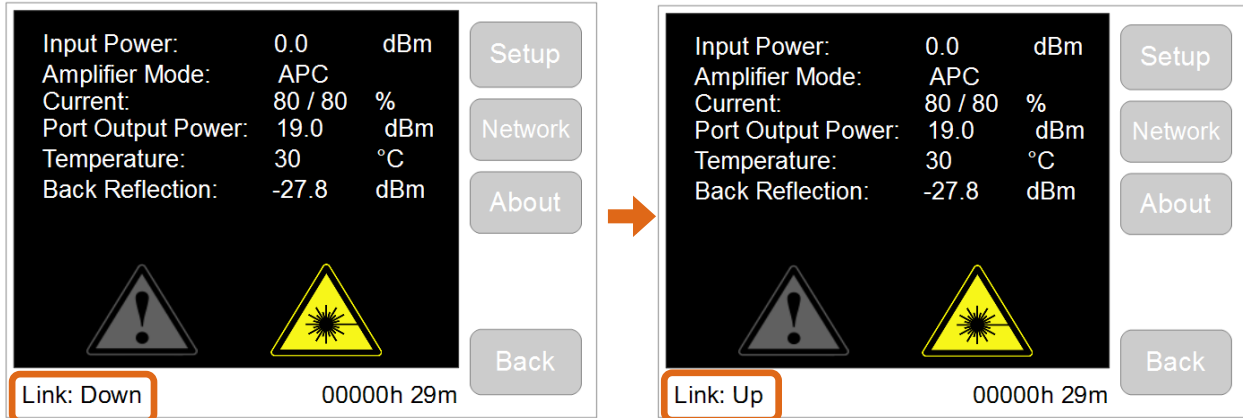 Input Power: 0.0 dBm
Amplifier Mode: APC
Current: 80 / 80 %
Port Output Power: 19.0 dBm
Temperature: 30 °C
Back Reflection: -27.8 dBm
Setup
Network
About
Back
Link: Down 00000h 29m
Input Power: 0.0 dBm
Amplifier Mode: APC
Current: 80 / 80 %
Port Output Power: 19.0 dBm
Temperature: 30 °C
Back Reflection: -27.8 dBm
Setup
Network
About
Back
Link: Up 00000h 29m